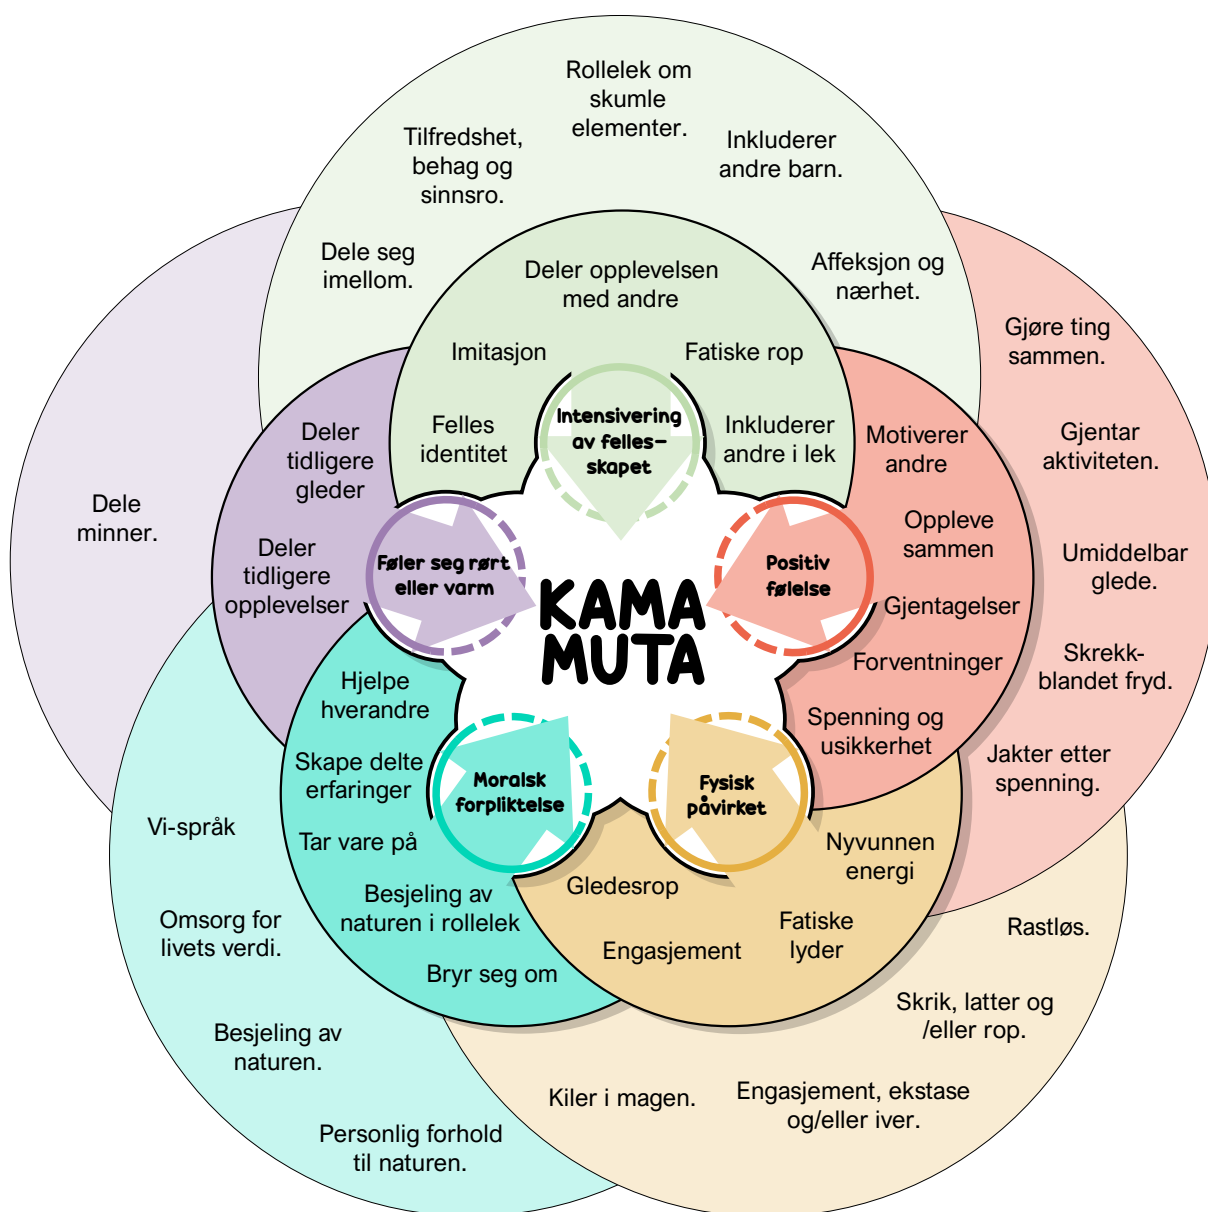 Rollelek om
skumle
elementer.
Tilfredshet,
behag og
sinnsro.
Inkluderer
andre barn.
Dele seg
imellom.
Affeksjon og
nærhet.
Deler opplevelsen
med andre
Imitasjon
Fatiske rop
Felles
identitet
Inkluderer
andre i lek
Intensivering
av felles-
skapet
Gjøre ting
sammen.
Gjentar
aktiviteten.
Umiddelbar
glede.
Skrekk-
blandet fryd.
Jakter etter
spenning.
Motiverer
andre
Oppleve
sammen
Gjentagelser
Forventninger
Spenning og
usikkerhet
Positiv
følelse
Dele
minner.
Deler
tidligere
gleder
Deler
tidligere
opplevelser
Føler seg rørt
eller varm
KAMA
MUTA
Hjelpe
hverandre
Skape delte
erfaringer
Tar vare på
Besjeling av
naturen i rollelek
Bryr seg om
Moralsk
forpliktelse
Vi-språk
Omsorg for
livets verdi.
Besjeling av
naturen.
Personlig forhold
til naturen.
Fysisk
påvirket
Nyvunnen
energi
Gledesrop
Fatiske
lyder
Engasjement
Rastløs.
Skrik, latter og
/eller rop.
Engasjement, ekstase
og/eller iver.
Kiler i magen.